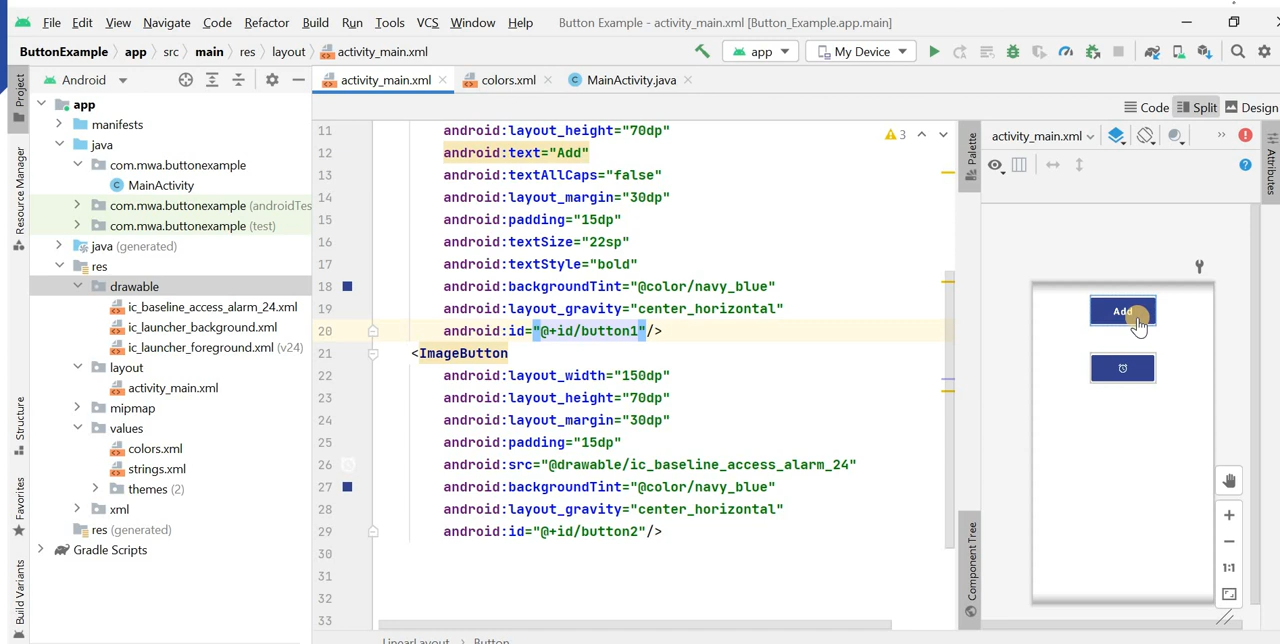 File Edit View Navigate Code Refactor Build Run Tools VCS Window Help Button Example - activity_main.xml [Button_Example.app.main]
ButtonExample app src main res layout activity_main.xml app My Device
Project
Android activity_main.xml colors.xml MainActivity.java
Code Split Design
app
manifests
java
com.mwa.buttonexample
MainActivity
com.mwa.buttonexample (androidTes
com.mwa.buttonexample (test)
java (generated)
res
drawable
ic_baseline_access_alarm_24.xml
ic_launcher_background.xml
ic_launcher_foreground.xml (v24)
layout
activity_main.xml
mipmap
values
colors.xml
strings.xml
themes (2)
xml
res (generated)
Gradle Scripts
Resource Manager
Structure
Favorites
Build Variants
11 android:layout_height="70dp"
12 android:text="Add"
13 android:textAllCaps="false"
14 android:layout_margin="30dp"
15 android:padding="15dp"
16 android:textSize="22sp"
17 android:textStyle="bold"
18 android:backgroundTint="@color/navy_blue"
19 android:layout_gravity="center_horizontal"
20 android:id="@+id/button1"/>
21 <ImageButton
22 android:layout_width="150dp"
23 android:layout_height="70dp"
24 android:layout_margin="30dp"
25 android:padding="15dp"
26 android:src="@drawable/ic_baseline_access_alarm_24"
27 android:backgroundTint="@color/navy_blue"
28 android:layout_gravity="center_horizontal"
29 android:id="@+id/button2"/>
30
31
32
33
3
LinearLayout Button
Palette
Component Tree
activity_main.xml
Attributes
Add
1:1